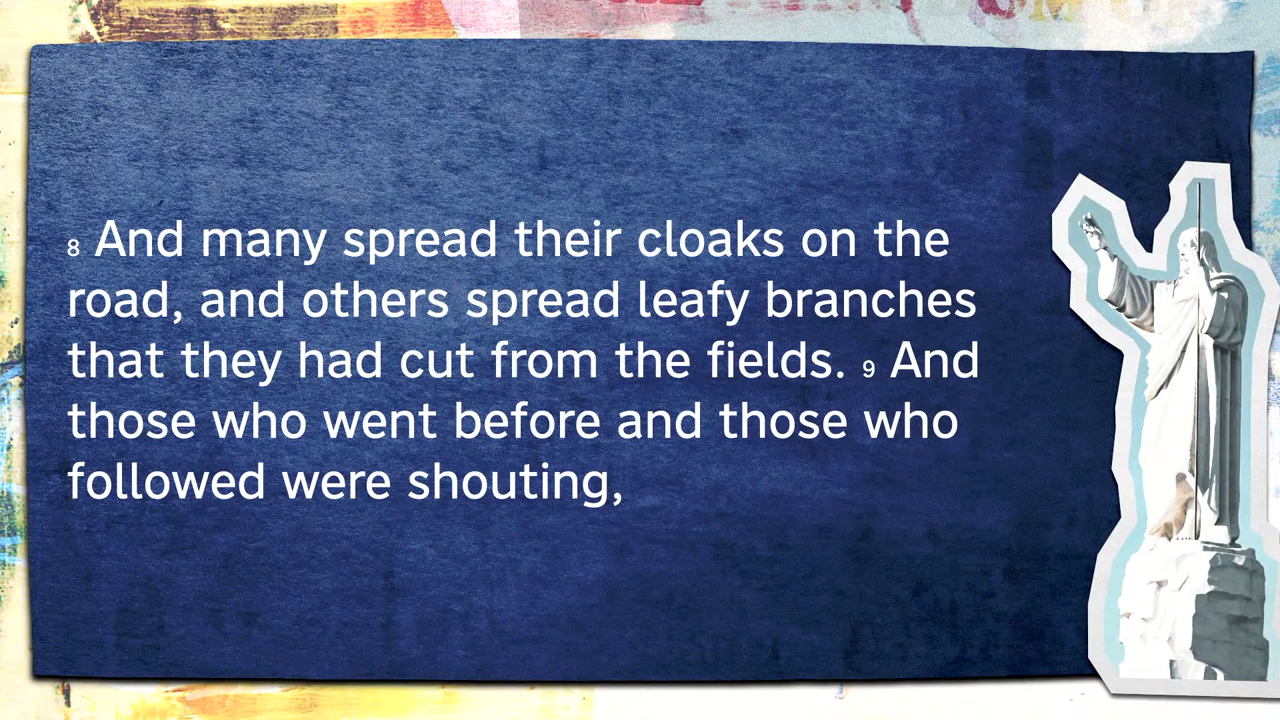 8 And many spread their cloaks on the
road, and others spread leafy branches
that they had cut from the fields. 9 And
those who went before and those who
followed were shouting,